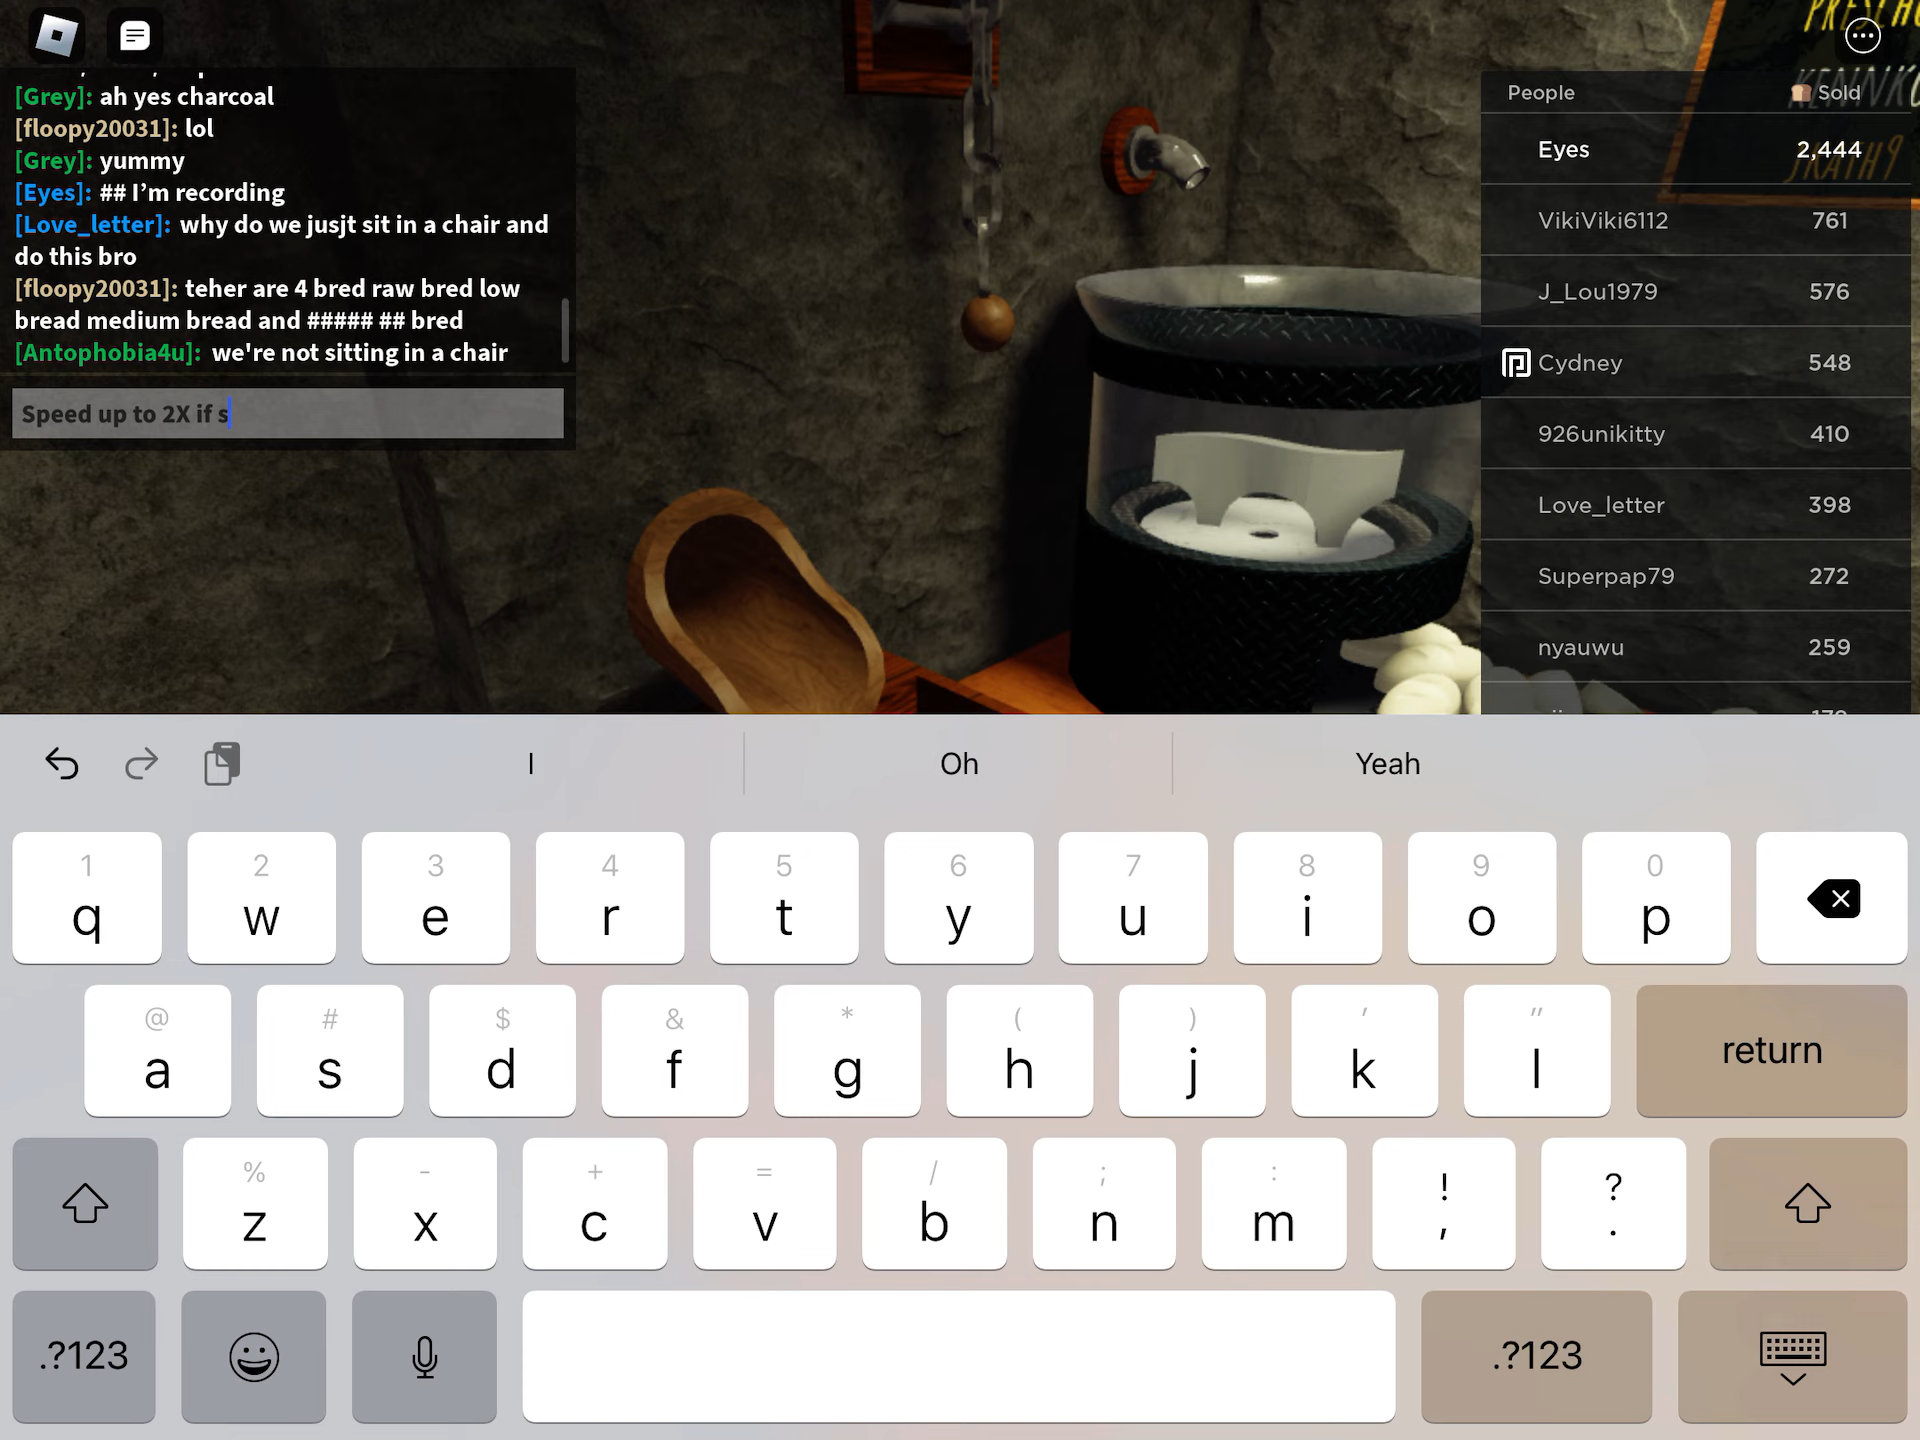 [Grey]: ah yes charcoal
[floopy20031]: lol
[Grey]: yummy
[Eyes]: ## I’m recording
[Love_letter]: why do we jusjt sit in a chair and
do this bro
[floopy20031]: teher are 4 bred raw bred low
bread medium bread and ##### ## bred
[Antophobia4u]: we're not sitting in a chair
Speed up to 2X if s
People Sold
Eyes 2,444
VikiViki6112 761
J_Lou1979 576
Cydney 548
926unikitty 410
Love_letter 398
Superpap79 272
nyauwu 259
I Oh Yeah
1 2 3 4 5 6 7 8 9 0
q w e r t y u i o p
@ # $ & * ( ) ' "
a s d f g h j k l return
% - + = / ; : ! ?
z x c v b n m , .
.?123 .?123